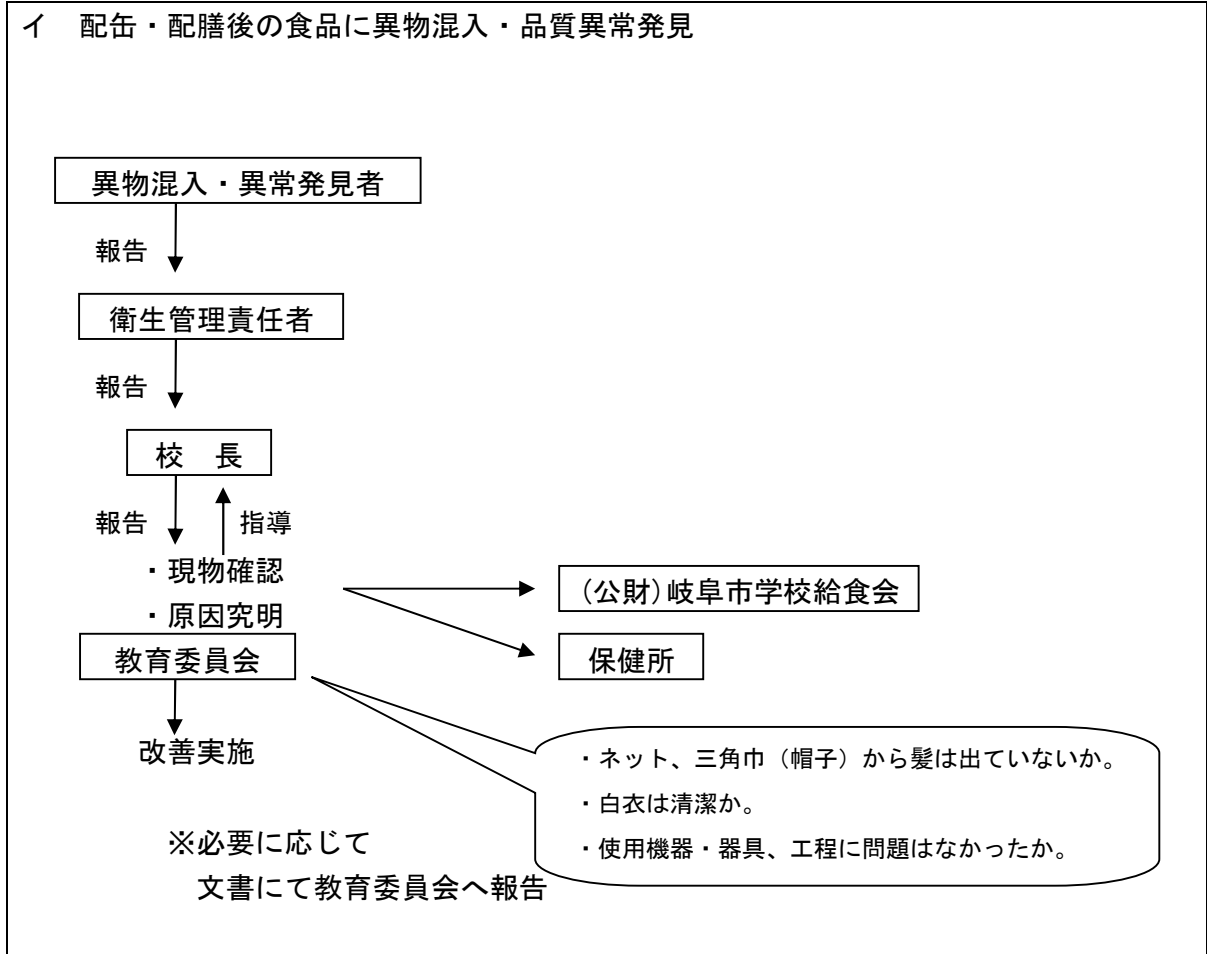 イ　配缶・配膳後の食品に異物混入・品質異常発見
異物混入・異常発見者
報告
衛生管理責任者
報告
校　長
報告
指導
・現物確認
・原因究明
(公財)岐阜市学校給食会
教育委員会
保健所
改善実施
・ネット、三角巾（帽子）から髪は出ていないか。
・白衣は清潔か。
・使用機器・器具、工程に問題はなかったか。
※必要に応じて
文書にて教育委員会へ報告